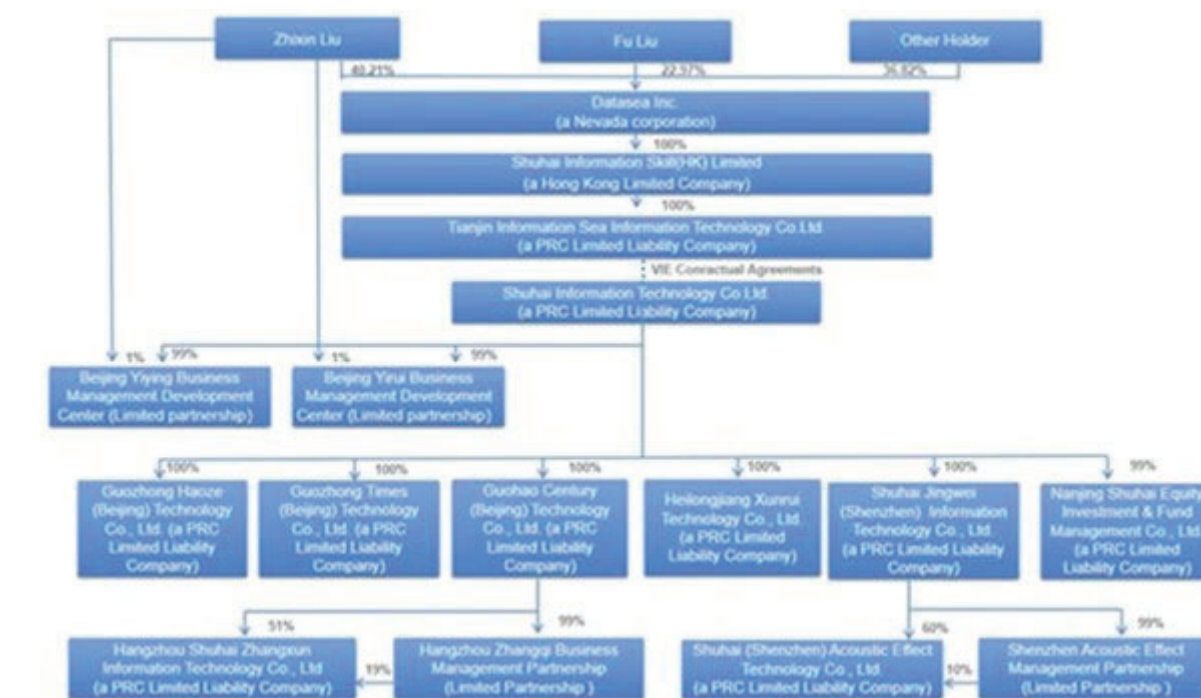 Zhixin Liu
Fu Liu
Other Holder
40.21%
22.97%
36.82%
Datasea Inc.
(a Nevada corporation)
100%
Shuhai Information Skill(HK) Limited
(a Hong Kong Limited Company)
100%
Tianjin Information Sea Information Technology Co.Ltd.
(a PRC Limited Liability Company)
VIE Conractual Agreements
Shuhai Information Technology Co.Ltd.
(a PRC Limited Liability Company)
1%
99%
1%
99%
Beijing Yiying Business
Management Development
Center (Limited partnership)
Beijing Yirui Business
Management Development
Center (Limited partnership)
100%
100%
100%
100%
100%
99%
Guozhong Haoze
(Beijing) Technology
Co., Ltd. (a PRC
Limited Liability
Company)
Guozhong Times
(Beijing) Technology
Co., Ltd. (a PRC
Limited Liability
Company)
Guohao Century
(Beijing) Technology
Co., Ltd. (a PRC
Limited Liability
Company)
Heilongjiang Xunrui
Technology Co., Ltd.
(a PRC Limited
Liability Company)
Shuhai Jingwei
(Shenzhen) Information
Technology Co., Ltd.
(a PRC Limited Liability
Company)
Nanjing Shuhai Equi
Investment & Fund
Management Co., Ltd
(a PRC Limited
Liability Company)
51%
99%
60%
99%
Hangzhou Shuhai Zhangxun
Information Technology Co., Ltd
(a PRC Limited Liability Company)
19%
Hangzhou Zhangqi Business
Management Partnership
(Limited Partnership )
Shuhai (Shenzhen) Acoustic Effect
Technology Co., Ltd.
(a PRC Limited Liability Company)
10%
Shenzhen Acoustic Effect
Management Partnership
(Limited Partnership )